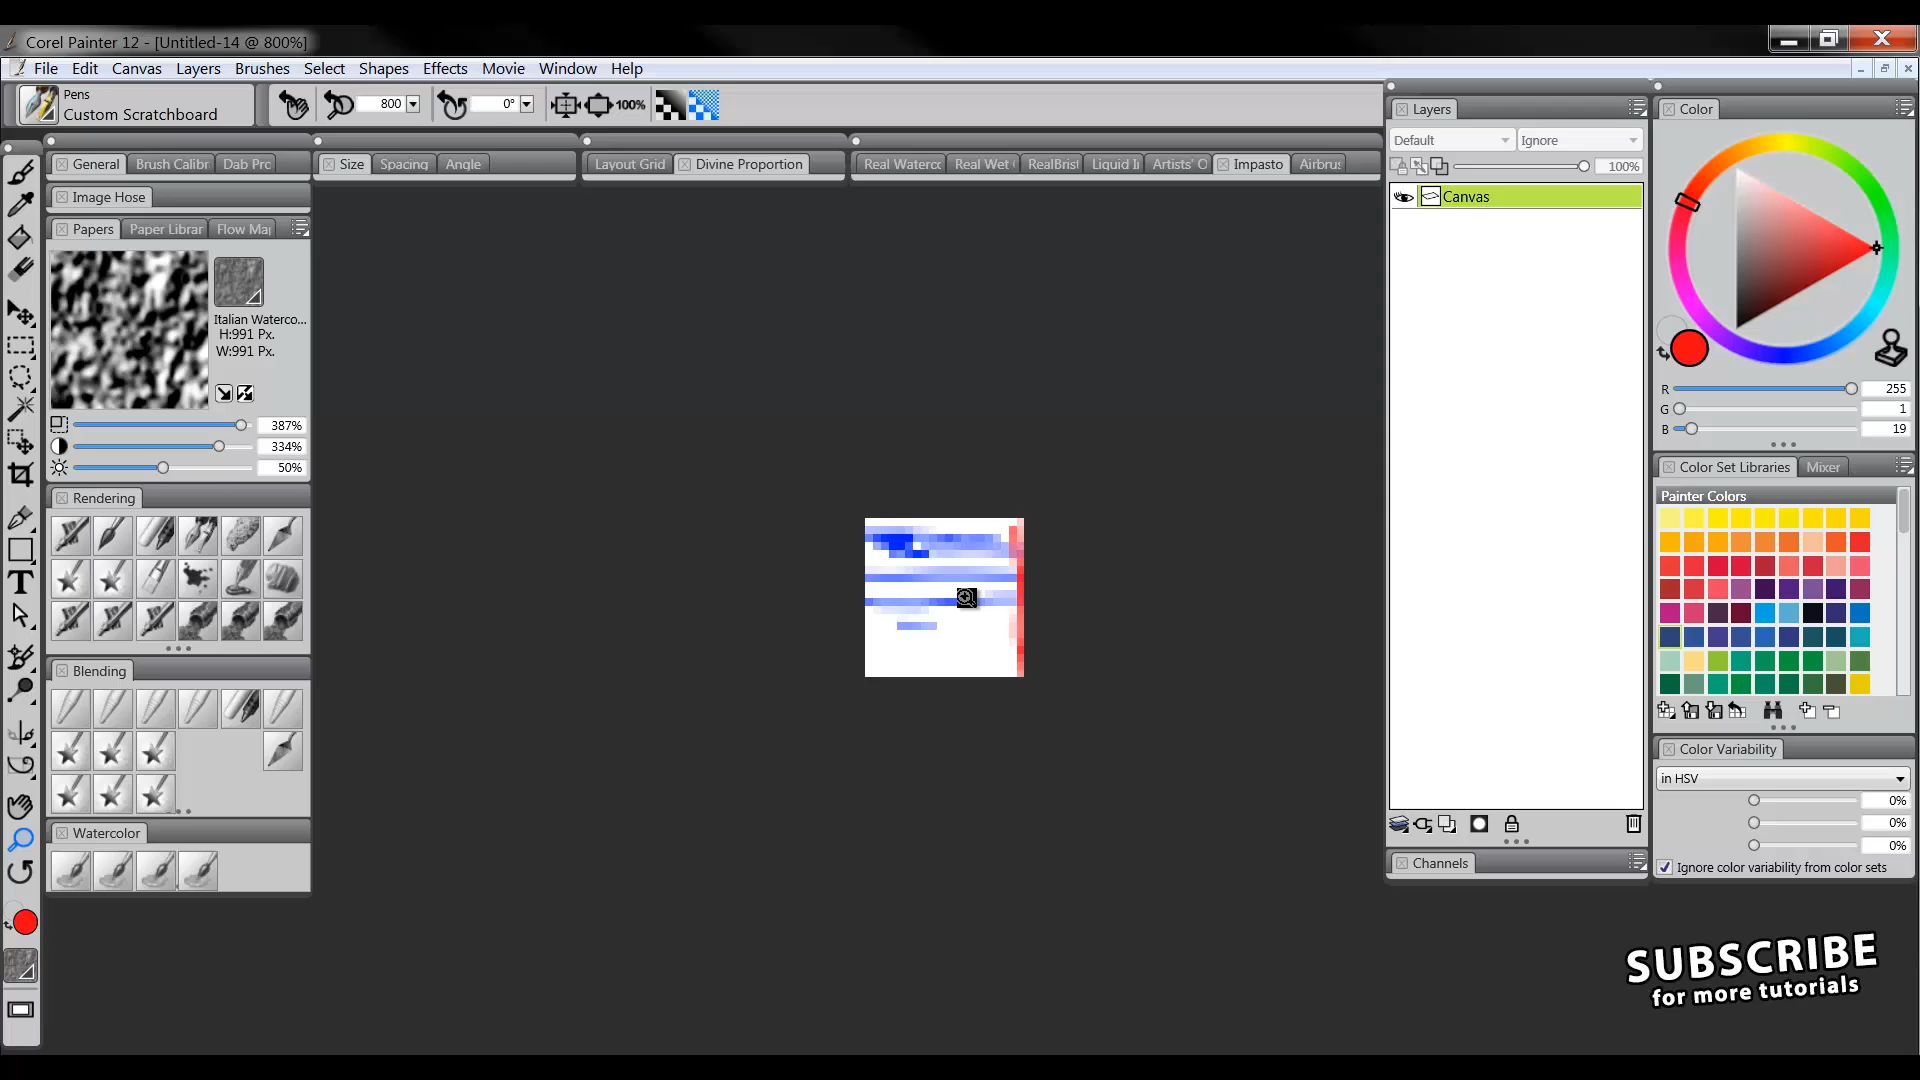 Corel Painter 12 - [Untitled-14 @ 800%]
File Edit Canvas Layers Brushes Select Shapes Effects Movie Window Help
Pens
Custom Scratchboard
800
0°
100%
General Brush Calibr Dab Pro
Size Spacing Angle
Layout Grid Divine Proportion
Real Waterco Real Wet RealBrist Liquid I Artists' O Impasto Airbrus
Image Hose
Papers Paper Librar Flow Ma
Italian Waterco...
H:991 Px.
W:991 Px.
387%
334%
50%
Rendering
Blending
Watercolor
Layers
Default Ignore
100%
Canvas
Channels
Color
R 255
G 1
B 19
Color Set Libraries Mixer
Painter Colors
Color Variability
in HSV
0%
0%
0%
Ignore color variability from color sets
T
SUBSCRIBE
for more tutorials